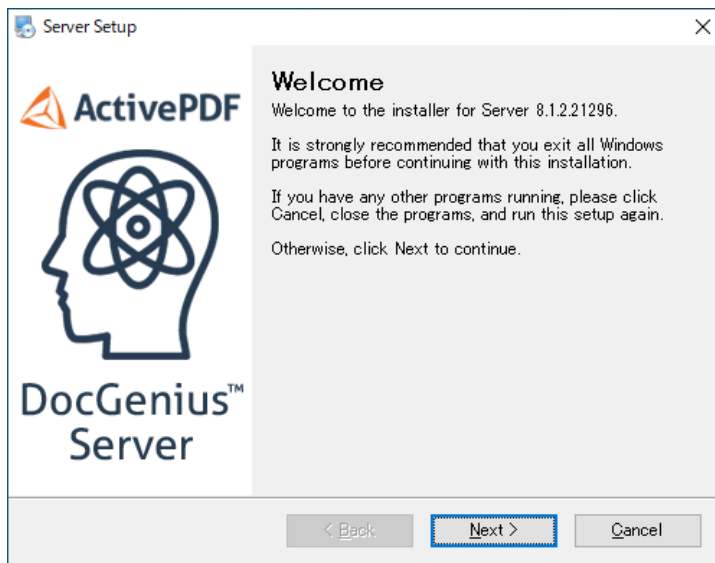 Server Setup
ActivePDF
DocGenius™
Server
Welcome
Welcome to the installer for Server 8.1.2.21296.
It is strongly recommended that you exit all Windows
programs before continuing with this installation.
If you have any other programs running, please click
Cancel, close the programs, and run this setup again.
Otherwise, click Next to continue.
< Back
Next >
Cancel